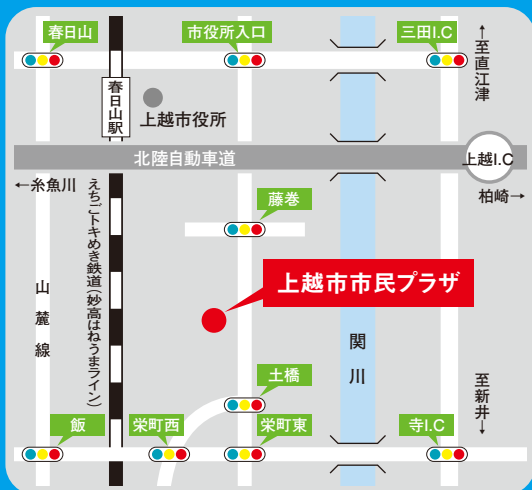 春日山
市役所入口
三田I.C
↑至直江津
春日山駅
上越市役所
北陸自動車道
上越I.C
←糸魚川
柏崎→
えちごトキめき鉄道(妙高はねうまライン)
藤巻
上越市市民プラザ
山麓線
関川
土橋
至新井↓
飯
栄町西
栄町東
寺I.C